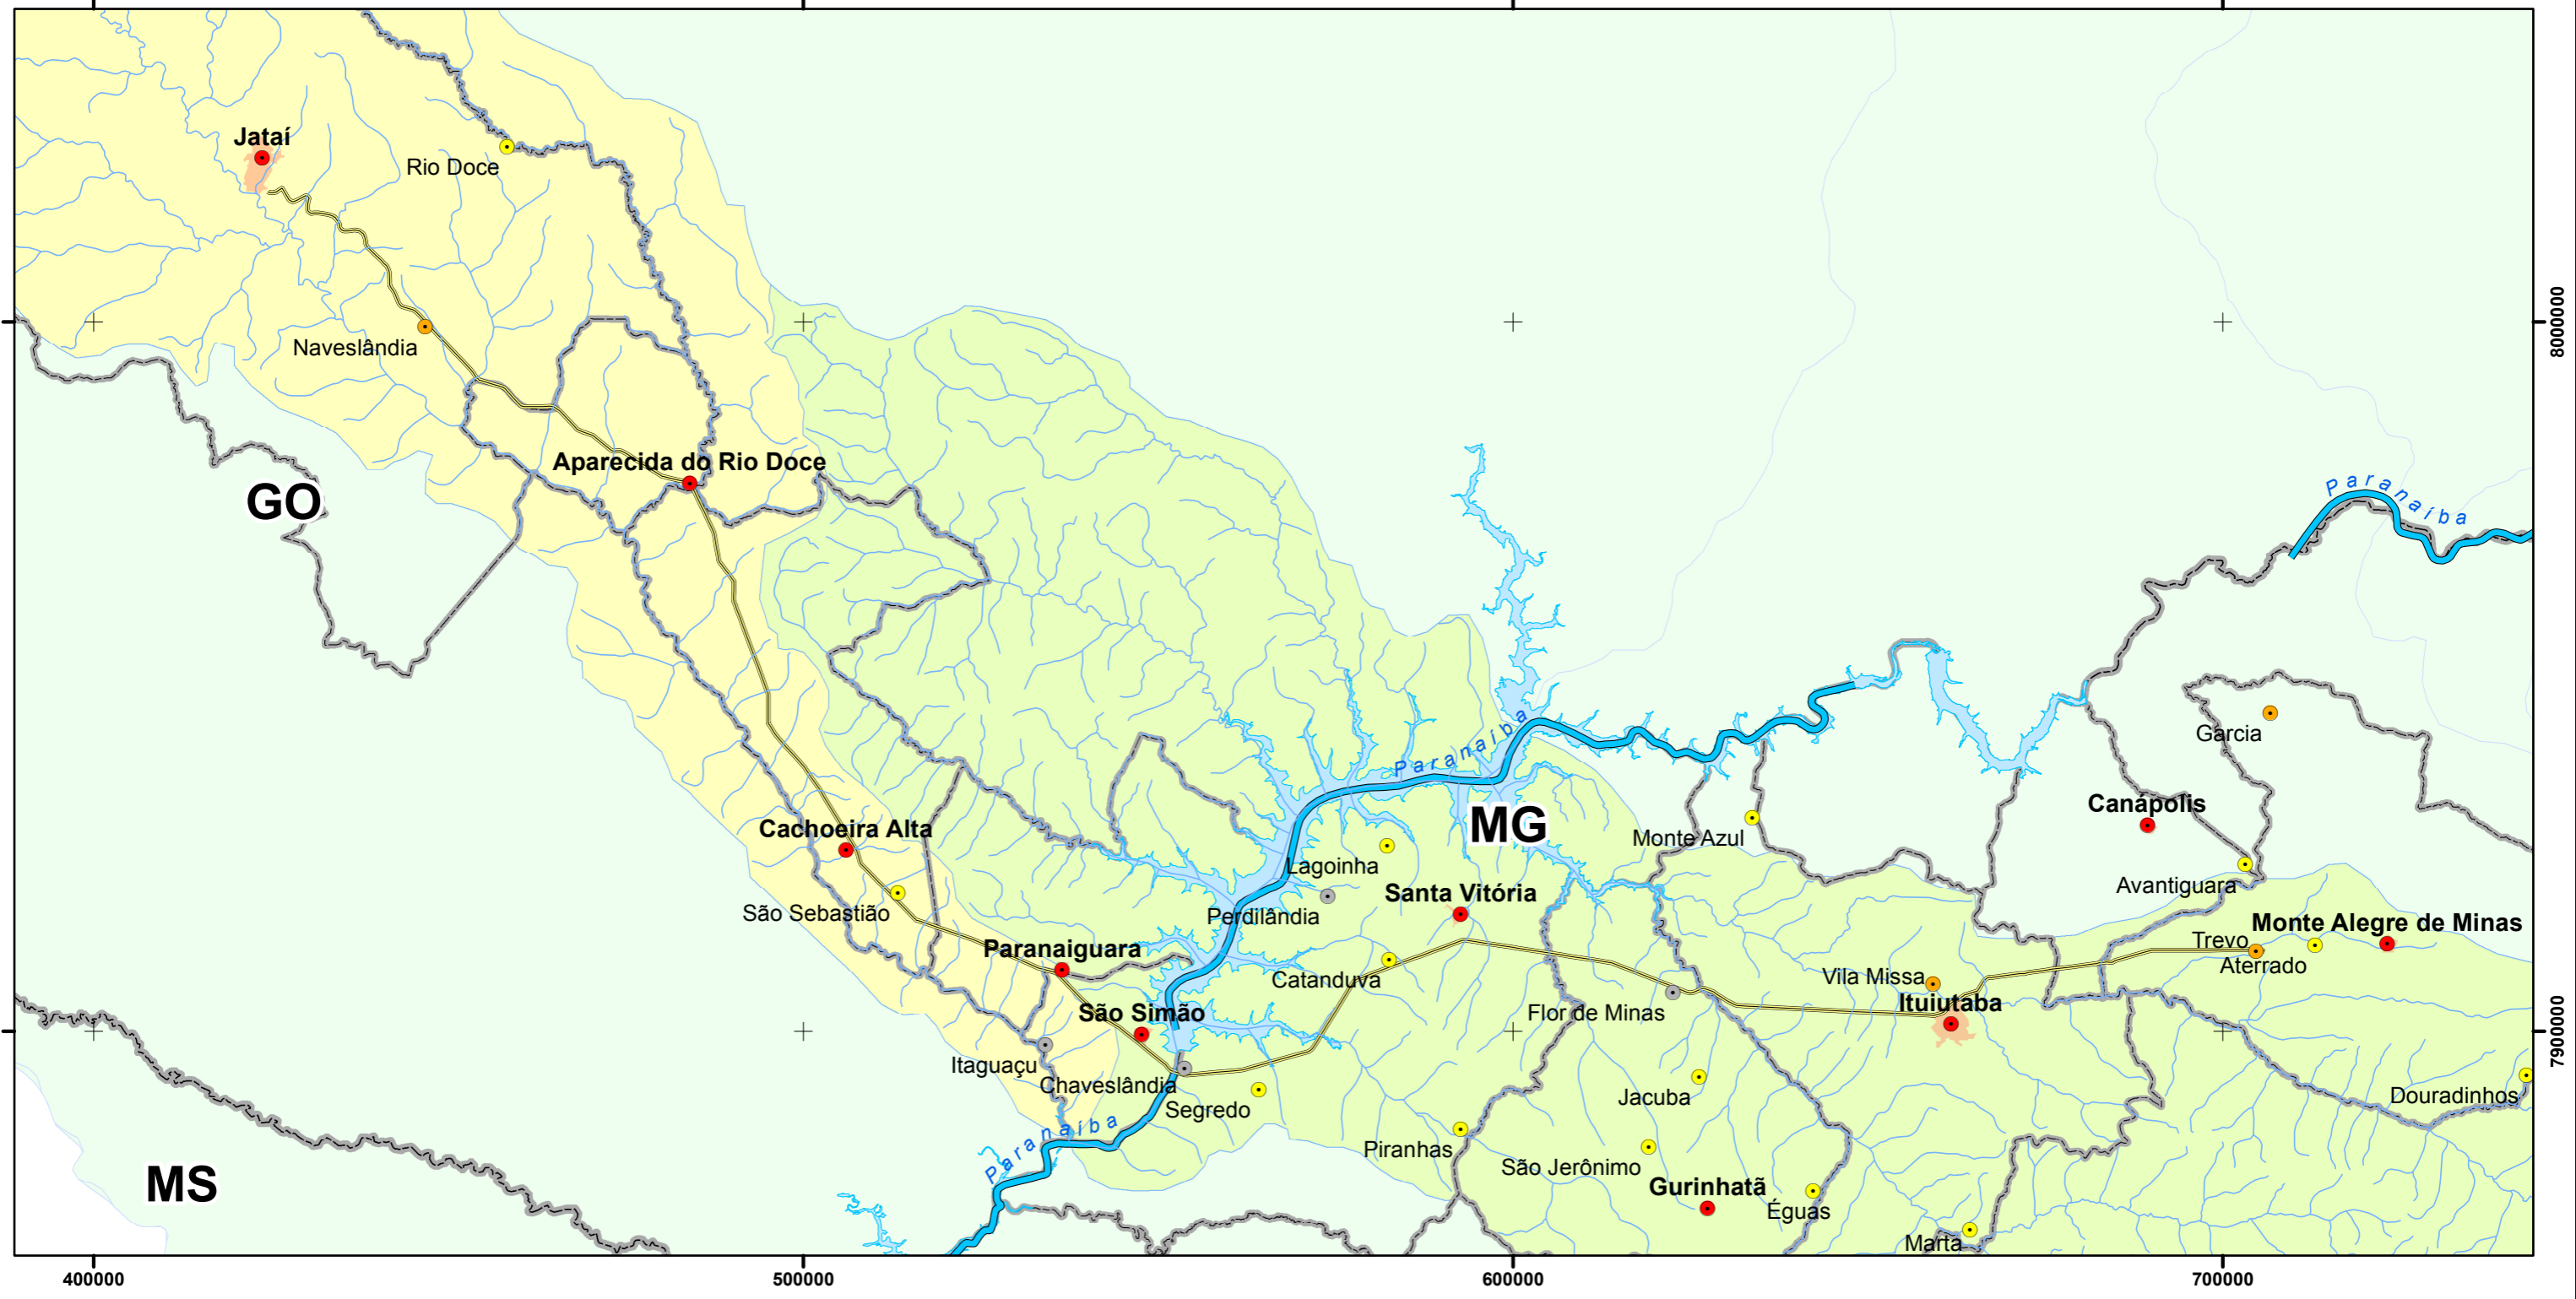 Jataí
Rio Doce
Naveslândia
8000000
Aparecida do Rio Doce
GO
Paranaíba
Garcia
Paranaíba
Canápolis
MG
Cachoeira Alta
Monte Azul
Lagoinha
Avantiguara
Santa Vitória
São Sebastião
Perdilândia
Monte Alegre de Minas
Paranaiguara
Trevo
Aterrado
Catanduva
Vila Missa
Ituiutaba
São Simão
Flor de Minas
7900000
Itaguaçu
Chaveslândia
Segredo
Jacuba
Douradinhos
Paranaíba
Piranhas
São Jerônimo
MS
Gurinhatã
Éguas
Marta
400000
500000
600000
700000